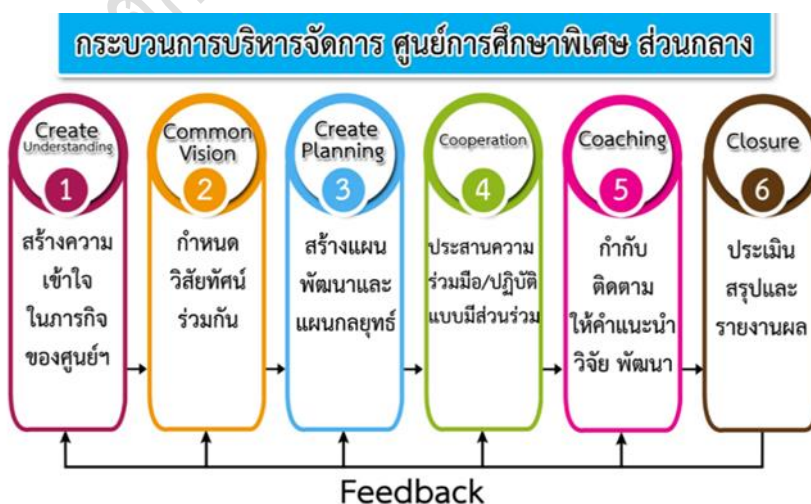 กระบวนการบริหารจัดการ ศูนย์การศึกษาพิเศษ ส่วนกลาง
Create
Understanding
1
สร้างความ
เข้าใจ
ในภารกิจ
ของศูนย์ฯ
Common
Vision
2
กำหนด
วิสัยทัศน์
ร่วมกัน
Create
Planning
3
สร้างแผน
พัฒนาและ
แผนกลยุทธ์
Cooperation
4
ประสานความ
ร่วมมือ/ปฏิบัติ
แบบมีส่วนร่วม
Coaching
5
กำกับ
ติดตาม
ให้คำแนะนำ
วิจัย พัฒนา
Closure
6
ประเมิน
สรุปและ
รายงานผล
Feedback